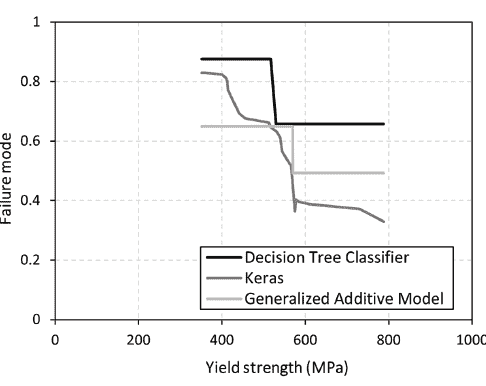 1
0.8
0.6
0.4
0.2
0
Failure mode
Decision Tree Classifier
Keras
Generalized Additive Model
0 200 400 600 800 1000
Yield strength (MPa)